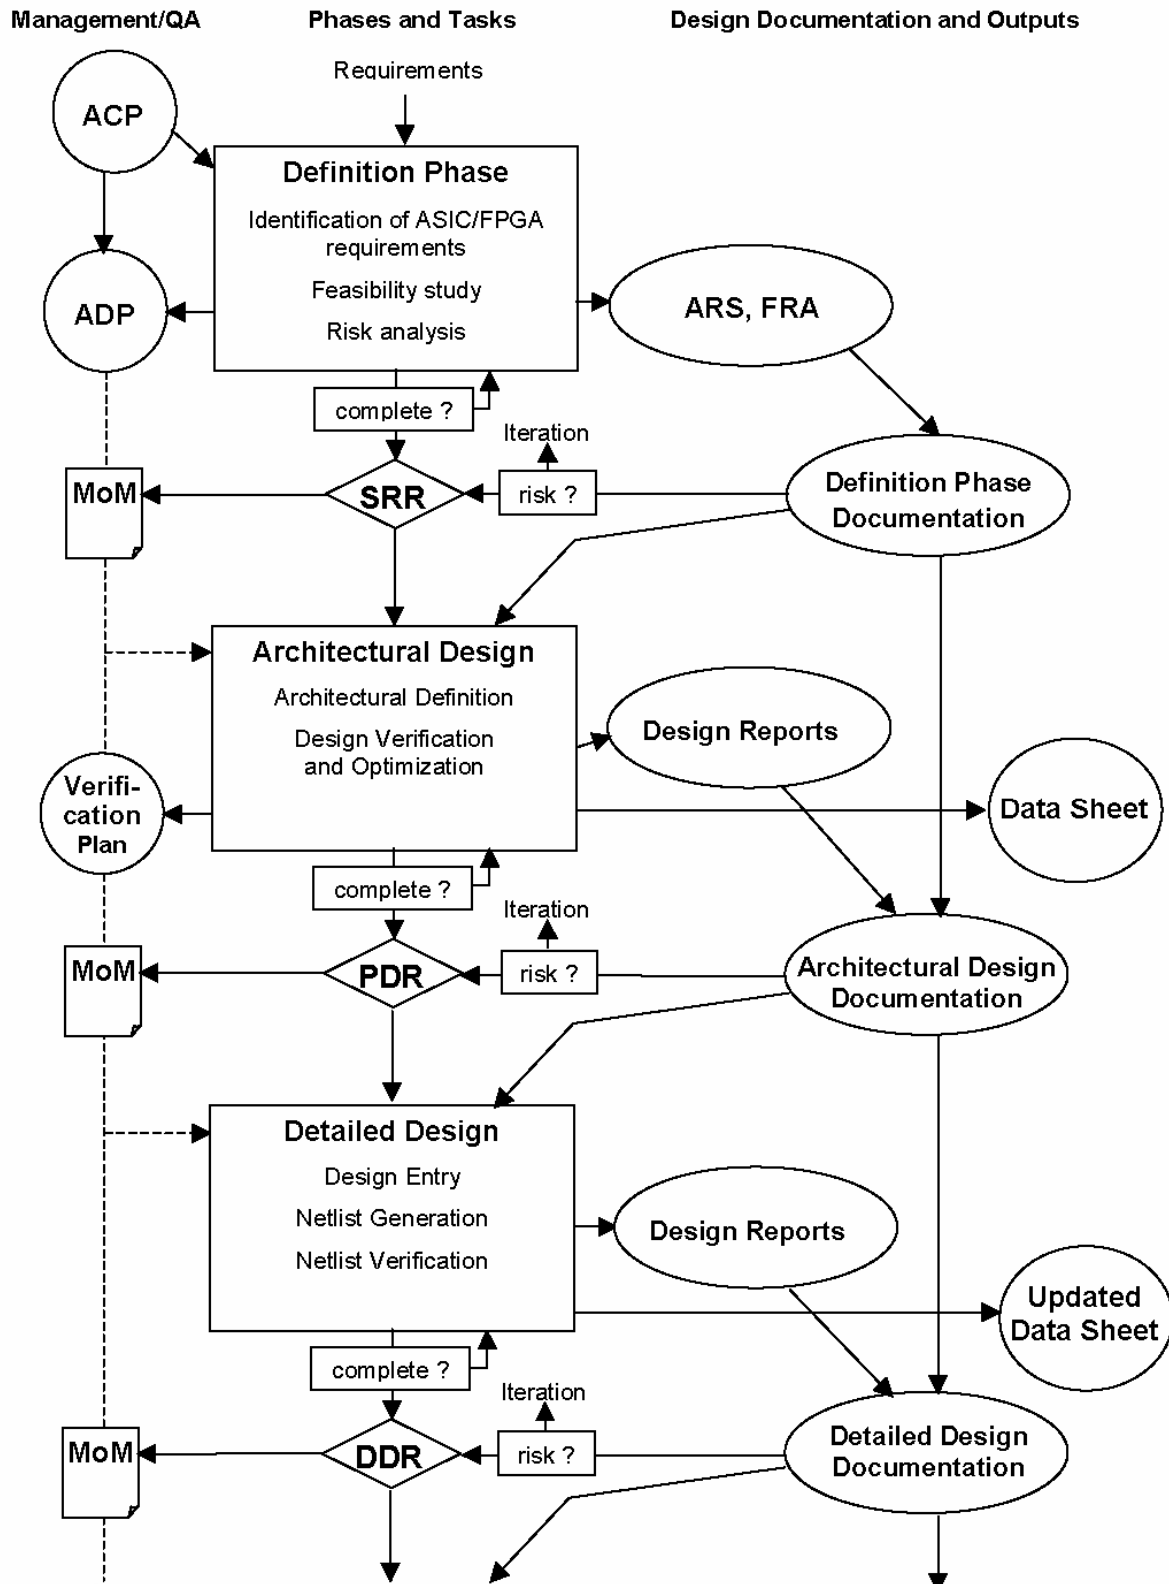 Management/QA
Phases and Tasks
Design Documentation and Outputs
Requirements
ACP
Definition Phase
Identification of ASIC/FPGA
requirements
Feasibility study
Risk analysis
ADP
ARS, FRA
complete ?
Iteration
MoM
SRR
risk ?
Definition Phase
Documentation
Architectural Design
Architectural Definition
Design Verification
and Optimization
Design Reports
Verifi-
cation
Plan
Data Sheet
complete ?
Iteration
MoM
PDR
risk ?
Architectural Design
Documentation
Detailed Design
Design Entry
Netlist Generation
Netlist Verification
Design Reports
Updated
Data Sheet
complete ?
Iteration
MoM
DDR
risk ?
Detailed Design
Documentation